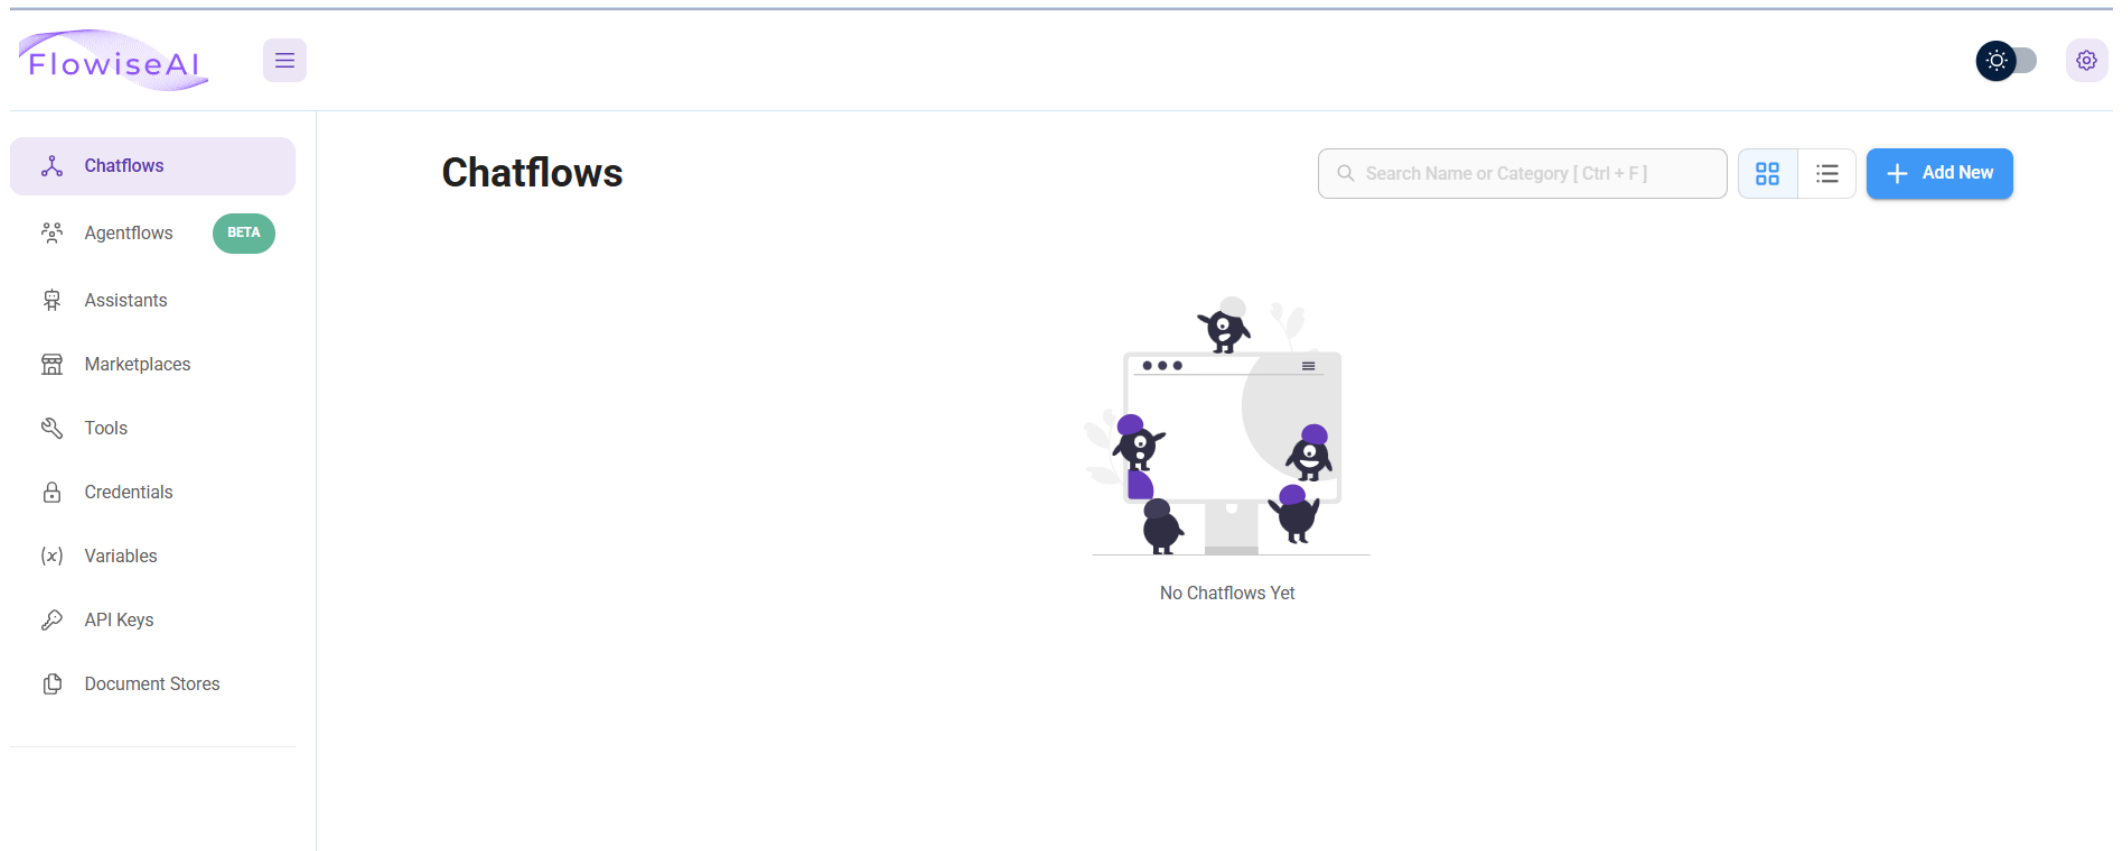 FlowiseAI
Chatflows
Agentflows BETA
Assistants
Marketplaces
Tools
Credentials
(x) Variables
API Keys
Document Stores
Chatflows
Search Name or Category [ Ctrl + F ]
Add New
No Chatflows Yet